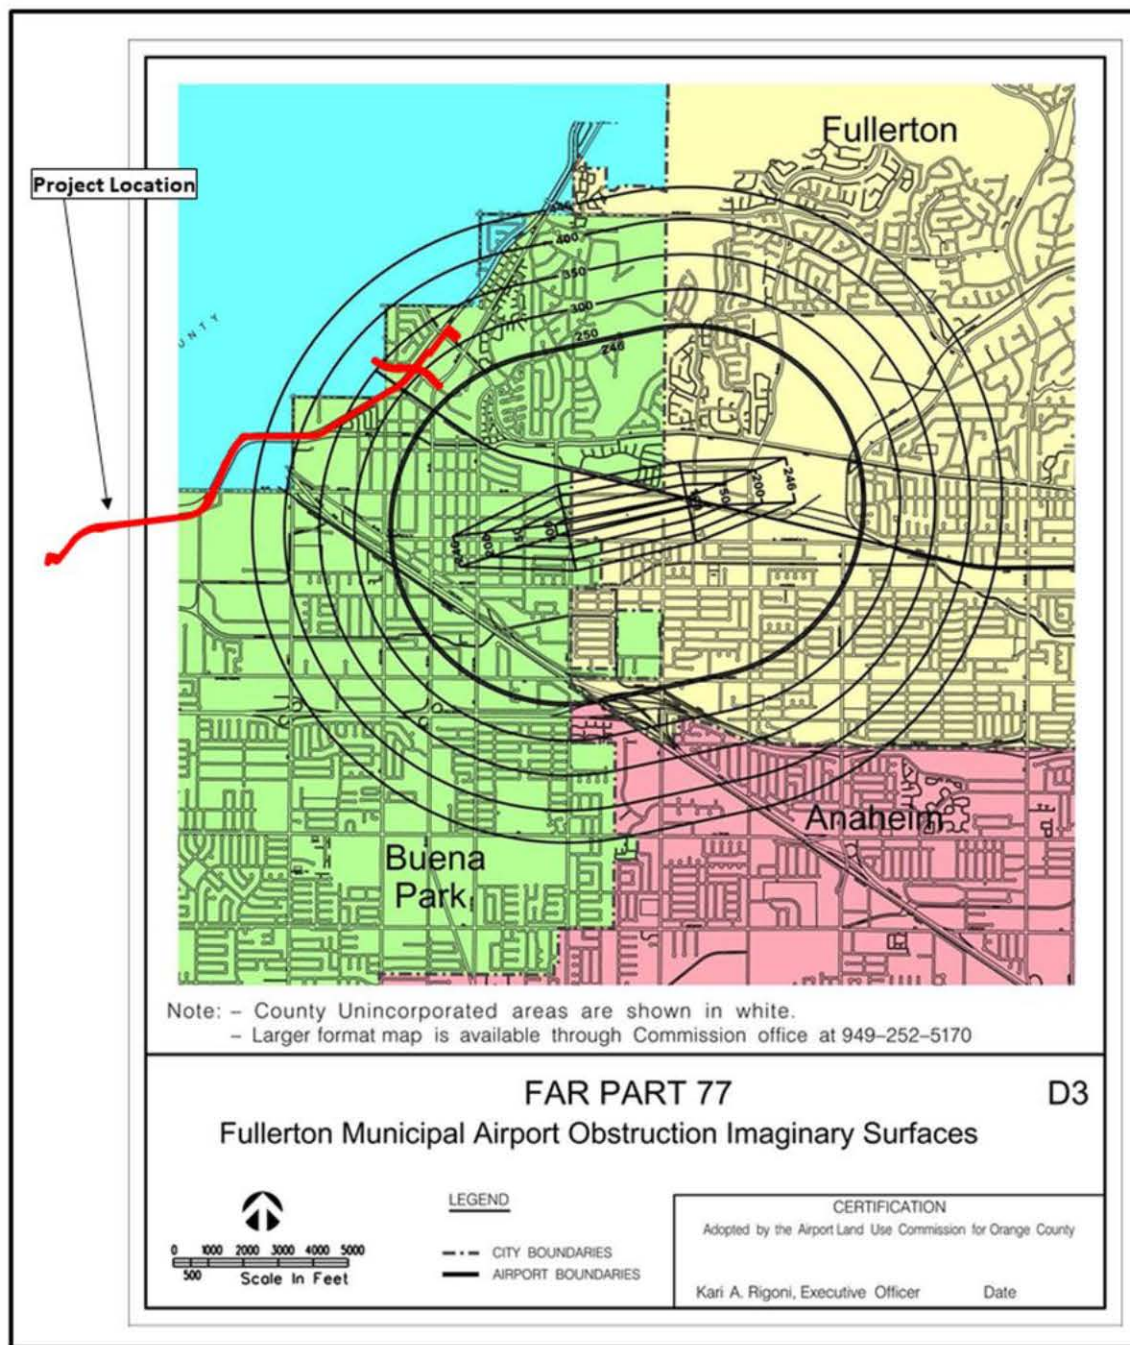 Fullerton
Project Location
400
350
300
250
246
UNTY
246
200
Anaheim
Buena
Park
Note: – County Unincorporated areas are shown in white.
– Larger format map is available through Commission office at 949–252–5170
FAR PART 77
D3
Fullerton Municipal Airport Obstruction Imaginary Surfaces
LEGEND
CERTIFICATION
Adopted by the Airport Land Use Commission for Orange County
0 1000 2000 3000 4000 5000
500
Scale In Feet
CITY BOUNDARIES
AIRPORT BOUNDARIES
Kari A. Rigoni, Executive Officer Date